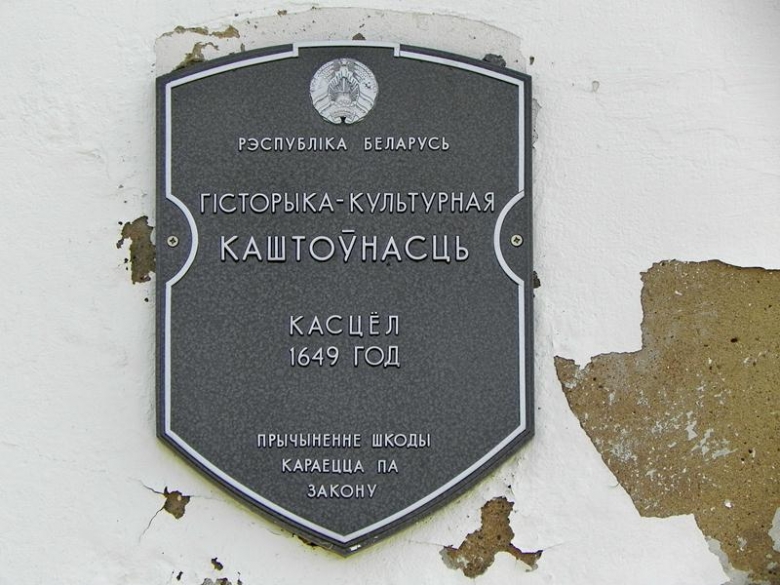 РЭСПУБЛІКА БЕЛАРУСЬ
ГІСТОРЫКА-КУЛЬТУРНАЯ
КАШТОЎНАСЦЬ
КАСЦЁЛ
1649 ГОД
ПРЫЧЫНЕННЕ ШКОДЫ
КАРАЕЦЦА ПА
ЗАКОНУ